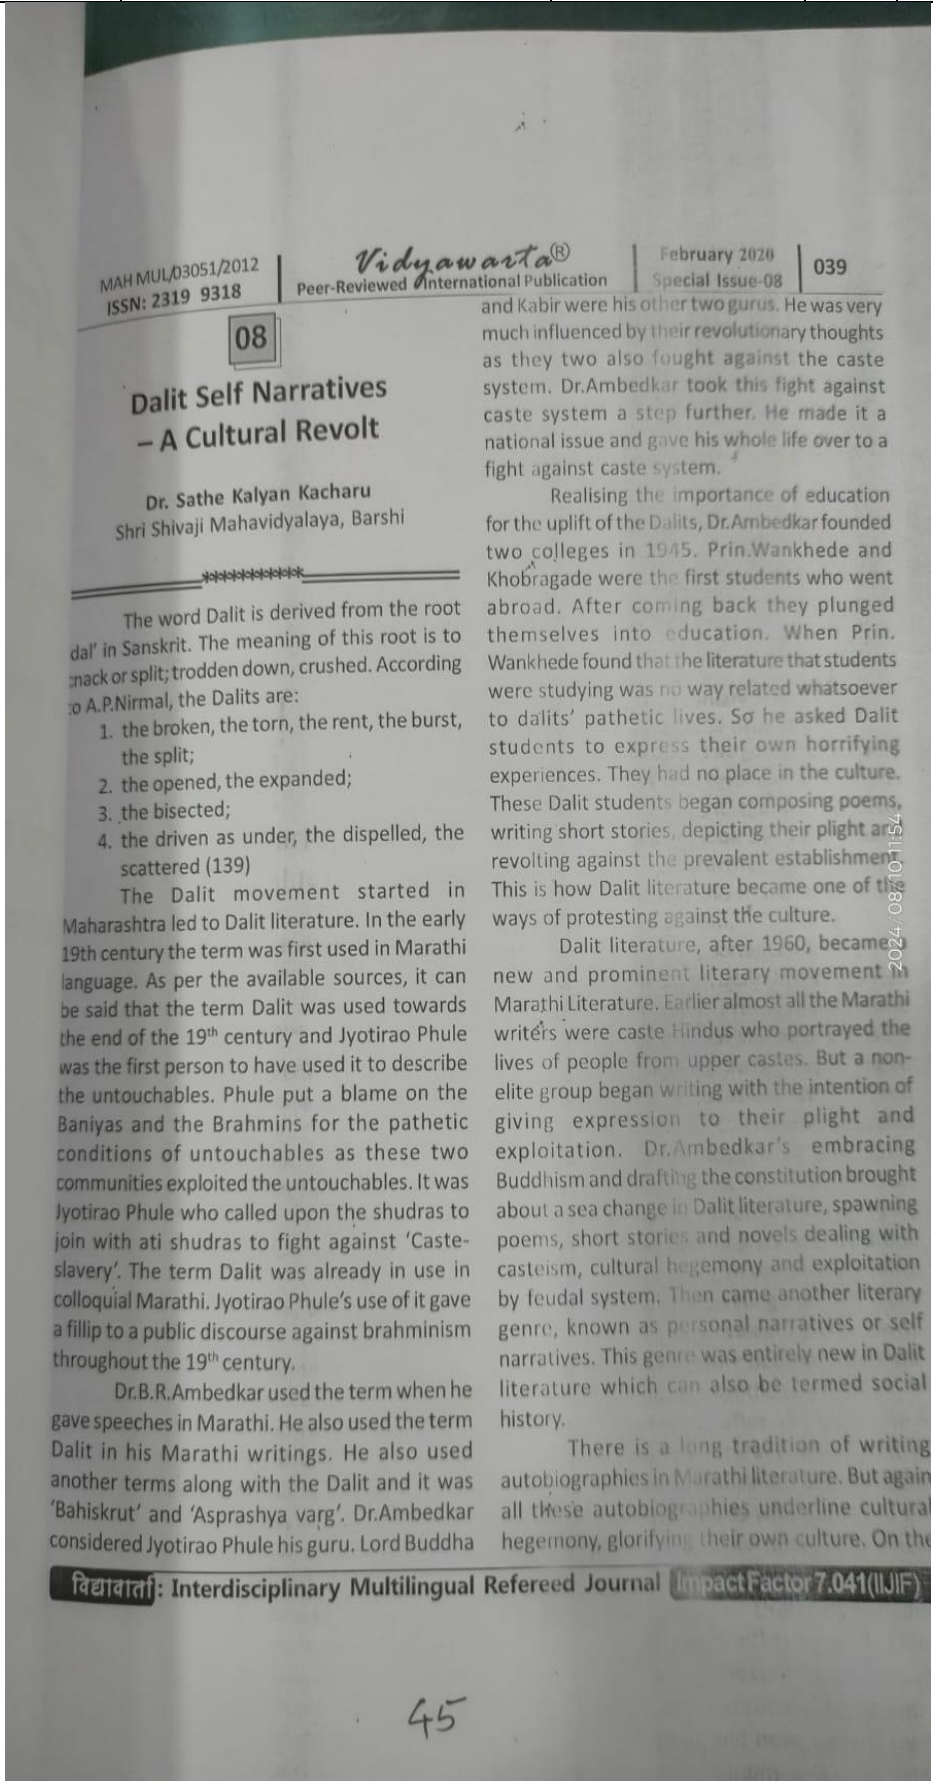 MAH MUL/03051/2012
ISSN: 2319 9318
Vidyawarta®
Peer-Reviewed International Publication
February 2020
Special Issue-08
039
08
Dalit Self Narratives
– A Cultural Revolt
Dr. Sathe Kalyan Kacharu
Shri Shivaji Mahavidyalaya, Barshi
***********
The word Dalit is derived from the root
dal’ in Sanskrit. The meaning of this root is to
or split; trodden down, crushed. According
A.P.Nirmal, the Dalits are:
1. the broken, the torn, the rent, the burst,
the split;
2. the opened, the expanded;
3. the bisected;
4. the driven as under, the dispelled, the
scattered (139)
The Dalit movement started in
Maharashtra led to Dalit literature. In the early
19th century the term was first used in Marathi
language. As per the available sources, it can
be said that the term Dalit was used towards
the end of the 19th century and Jyotirao Phule
was the first person to have used it to describe
the untouchables. Phule put a blame on the
Baniyas and the Brahmins for the pathetic
conditions of untouchables as these two
communities exploited the untouchables. It was
Jyotirao Phule who called upon the shudras to
join with ati shudras to fight against ‘Caste-
slavery’. The term Dalit was already in use in
colloquial Marathi. Jyotirao Phule’s use of it gave
a fillip to a public discourse against brahminism
throughout the 19th century.
Dr.B.R.Ambedkar used the term when he
gave speeches in Marathi. He also used the term
Dalit in his Marathi writings. He also used
another terms along with the Dalit and it was
‘Bahiskrut’ and ‘Asprashya varg’. Dr.Ambedkar
considered Jyotirao Phule his guru. Lord Buddha
and Kabir were his other two gurus. He was very
much influenced by their revolutionary thoughts
as they two also fought against the caste
system. Dr.Ambedkar took this fight against
caste system a step further. He made it a
national issue and gave his whole life over to a
fight against caste system.
Realising the importance of education
for the uplift of the Dalits, Dr.Ambedkar founded
two colleges in 1945. Prin.Wankhede and
Khobragade were the first students who went
abroad. After coming back they plunged
themselves into education. When Prin.
Wankhede found that the literature that students
were studying was no way related whatsoever
to dalits’ pathetic lives. So he asked Dalit
students to express their own horrifying
experiences. They had no place in the culture.
These Dalit students began composing poems,
writing short stories, depicting their plight and
revolting against the prevalent establishment.
This is how Dalit literature became one of the
ways of protesting against the culture.
Dalit literature, after 1960, became
new and prominent literary movement in
Marathi Literature. Earlier almost all the Marathi
writers were caste Hindus who portrayed the
lives of people from upper castes. But a non-
elite group began writing with the intention of
giving expression to their plight and
exploitation. Dr.Ambedkar’s embracing
Buddhism and drafting the constitution brought
about a sea change in Dalit literature, spawning
poems, short stories and novels dealing with
casteism, cultural hegemony and exploitation
by feudal system. Then came another literary
genre, known as personal narratives or self
narratives. This genre was entirely new in Dalit
literature which can also be termed social
history.
There is a long tradition of writing
autobiographies in Marathi literature. But again
all these autobiographies underline cultural
hegemony, glorifying their own culture. On the
विद्यावार्ता: Interdisciplinary Multilingual Refereed Journal Impact Factor 7.041(IIJIF)
45
2024/08/10 11:54